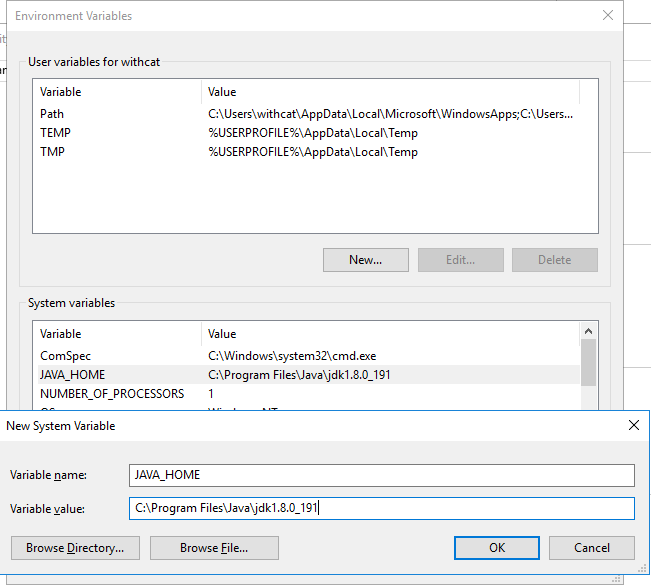 Environment Variables
User variables for withcat
Variable Value
Path C:\Users\withcat\AppData\Local\Microsoft\WindowsApps;C:\Users...
TEMP %USERPROFILE%\AppData\Local\Temp
TMP %USERPROFILE%\AppData\Local\Temp
New... Edit... Delete
System variables
Variable Value
ComSpec C:\Windows\system32\cmd.exe
JAVA_HOME C:\Program Files\Java\jdk1.8.0_191
NUMBER_OF_PROCESSORS 1
New System Variable
Variable name: JAVA_HOME
Variable value: C:\Program Files\Java\jdk1.8.0_191
Browse Directory... Browse File... OK Cancel